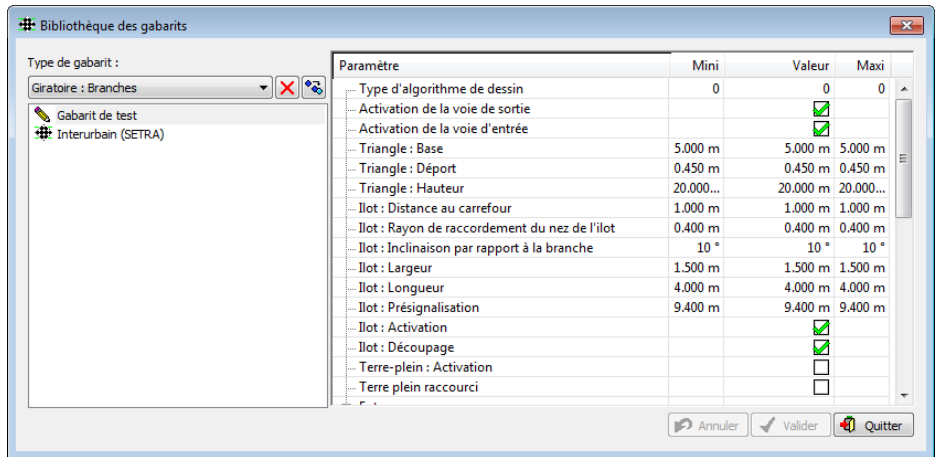 Bibliothèque des gabarits
Type de gabarit :
Giratoire : Branches
Gabarit de test
Interurbain (SETRA)
Paramètre Mini Valeur Maxi
Type d'algorithme de dessin 0 0 0
Activation de la voie de sortie
Activation de la voie d'entrée
Triangle : Base 5.000 m 5.000 m 5.000 m
Triangle : Déport 0.450 m 0.450 m 0.450 m
Triangle : Hauteur 20.000... 20.000 m 20.000...
Ilot : Distance au carrefour 1.000 m 1.000 m 1.000 m
Ilot : Rayon de raccordement du nez de l'ilot 0.400 m 0.400 m 0.400 m
Ilot : Inclinaison par rapport à la branche 10 ° 10 ° 10 °
Ilot : Largeur 1.500 m 1.500 m 1.500 m
Ilot : Longueur 4.000 m 4.000 m 4.000 m
Ilot : Présignalisation 9.400 m 9.400 m 9.400 m
Ilot : Activation
Ilot : Découpage
Terre-plein : Activation
Terre plein raccourci
Annuler Valider Quitter